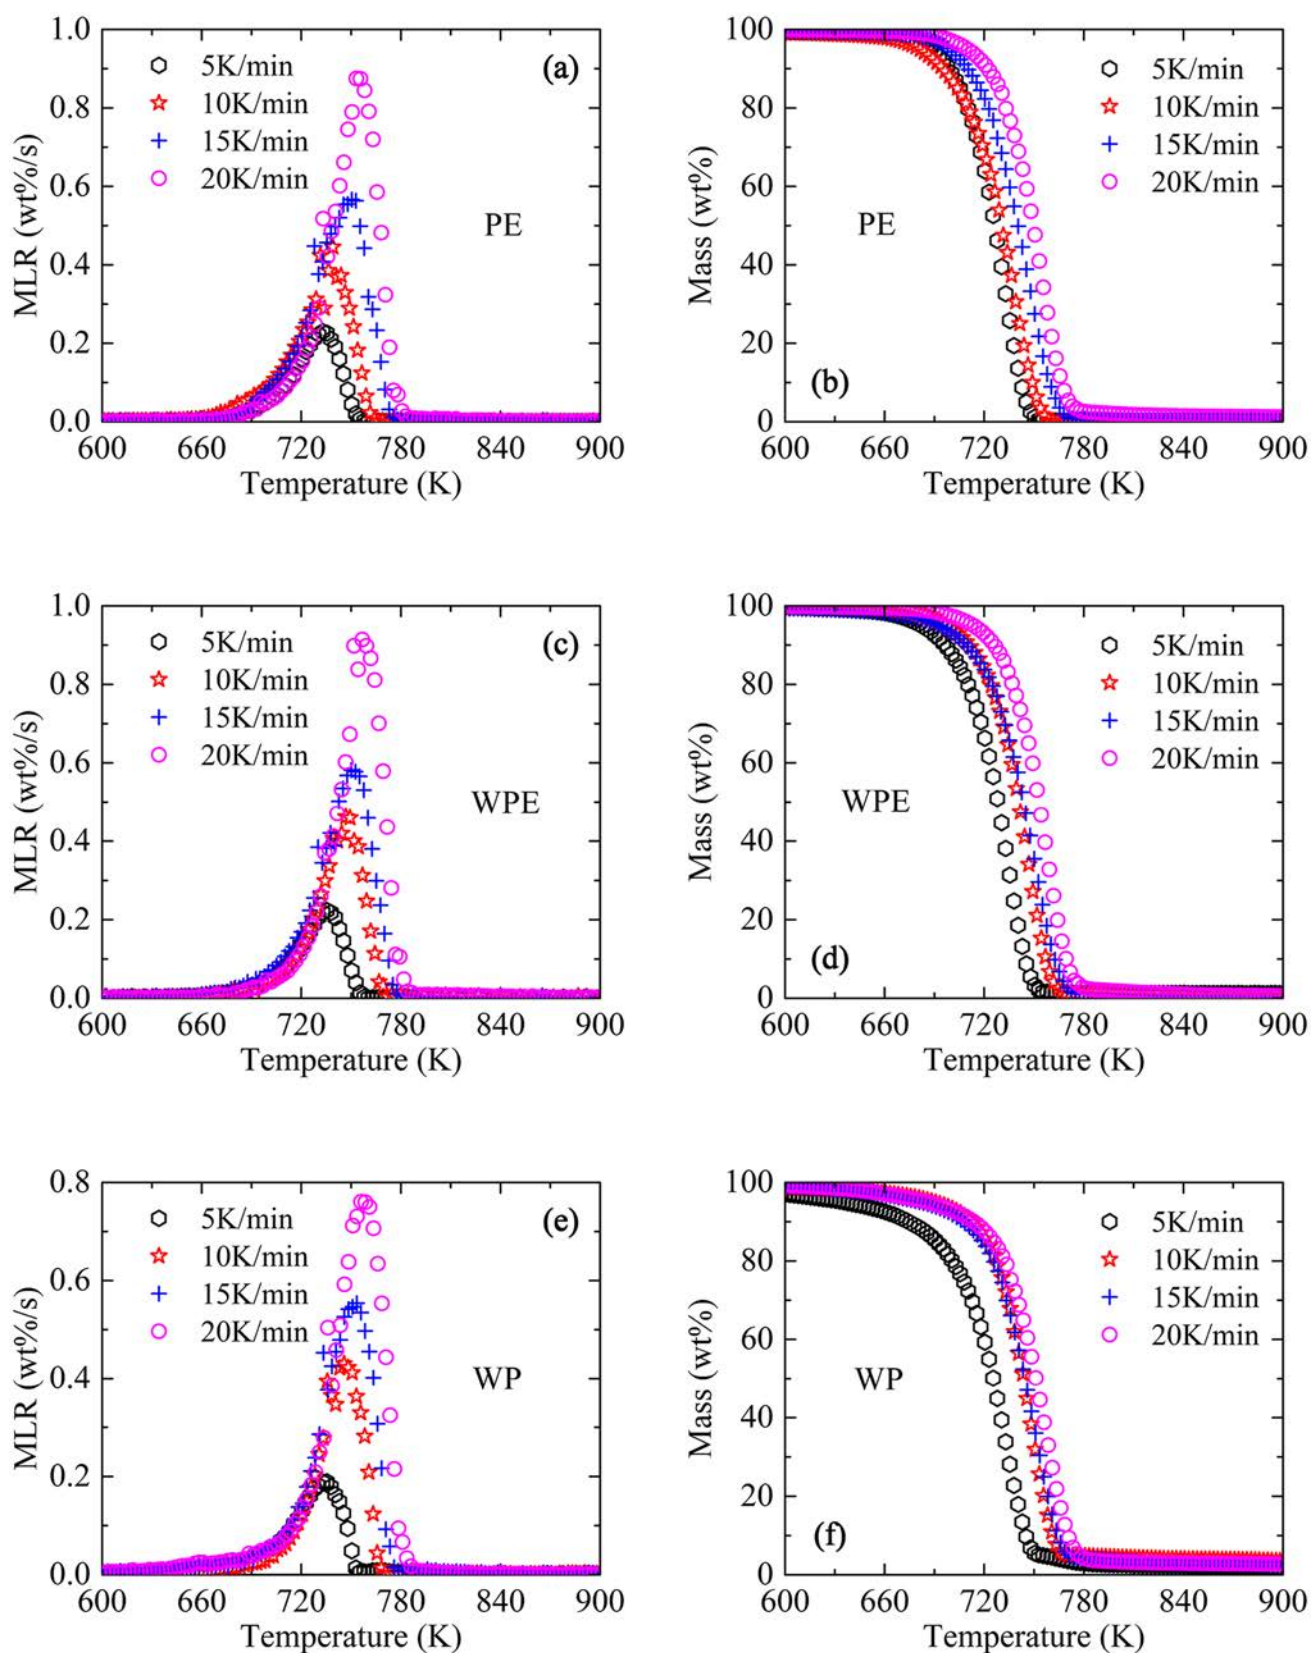 1.0
0.8
0.6
0.4
0.2
0.0
MLR (wt%/s)
5K/min
10K/min
15K/min
20K/min
(a)
PE
600 660 720 780 840 900
Temperature (K)
100
80
60
40
20
0
Mass (wt%)
5K/min
10K/min
15K/min
20K/min
PE
(b)
600 660 720 780 840 900
Temperature (K)
1.0
0.8
0.6
0.4
0.2
0.0
MLR (wt%/s)
5K/min
10K/min
15K/min
20K/min
(c)
WPE
600 660 720 780 840 900
Temperature (K)
100
80
60
40
20
0
Mass (wt%)
5K/min
10K/min
15K/min
20K/min
WPE
(d)
600 660 720 780 840 900
Temperature (K)
0.8
0.6
0.4
0.2
0.0
MLR (wt%/s)
5K/min
10K/min
15K/min
20K/min
(e)
WP
600 660 720 780 840 900
Temperature (K)
100
80
60
40
20
0
Mass (wt%)
5K/min
10K/min
15K/min
20K/min
WP
(f)
600 660 720 780 840 900
Temperature (K)